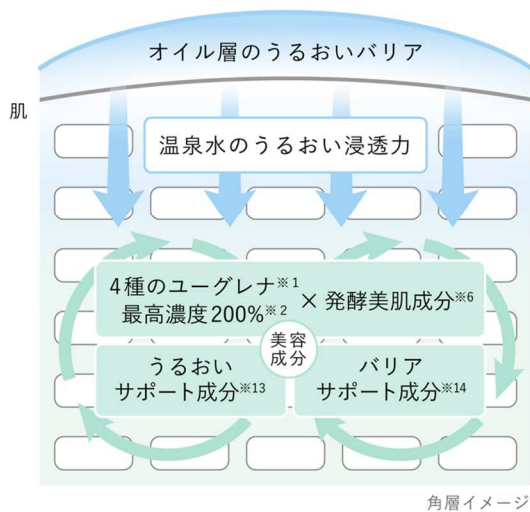 オイル層のうるおいバリア
肌
温泉水のうるおい浸透力
4種のユーグレナ※1
最高濃度200%※2
×発酵美肌成分※6
美容
成分
うるおい
サポート成分※13
バリア
サポート成分※14
角層イメージ